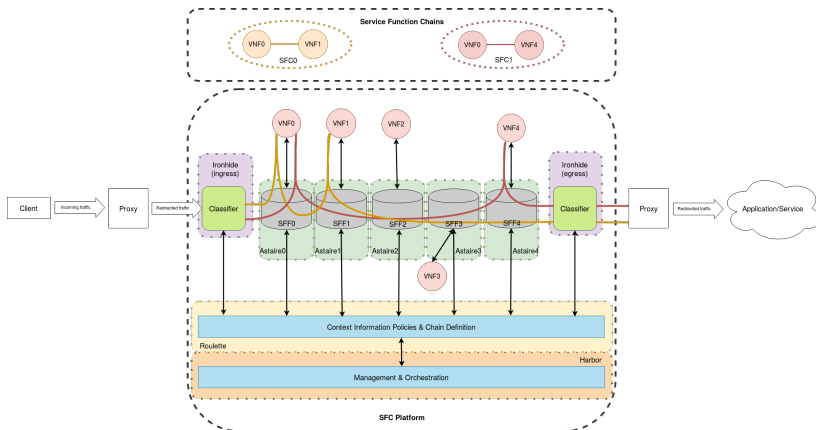 Service Function Chains
VNF0
VNF1
SFC0
VNF0
VNF4
SFC1
VNF0
VNF1
VNF2
VNF4
Ironhide
(ingress)
Ironhide
(egress)
Client
Incoming traffic
Proxy
Redirected traffic
Classifier
SFF0
SFF1
SFF2
SFF3
SFF4
Classifier
Proxy
Redirected traffic
Application/Service
Astaire0
Astaire1
Astaire2
Astaire3
Astaire4
VNF3
Context Information Policies & Chain Definition
Roulette
Harbor
Management & Orchestration
SFC Platform